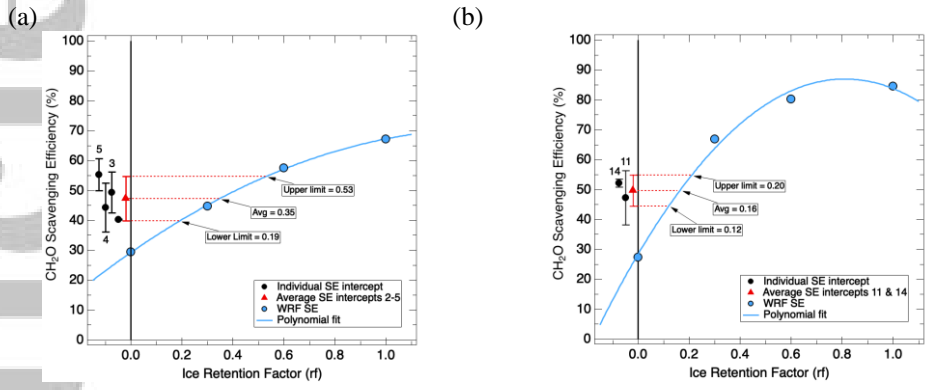 (a)
100
90
80
70
60
50
40
30
20
10
0
CH2O Scavenging Efficiency (%)
5
3
4
Upper limit = 0.53
Avg = 0.35
Lower Limit = 0.19
Individual SE intercept
Average SE intercepts 2-5
WRF SE
Polynomial fit
0.0 0.2 0.4 0.6 0.8 1.0
Ice Retention Factor (rf)
(b)
100
90
80
70
60
50
40
30
20
10
0
CH2O Scavenging Efficiency (%)
11
14
Upper limit = 0.20
Avg = 0.16
Lower limit = 0.12
Individual SE intercept
Average SE intercepts 11 & 14
WRF SE
Polynomial fit
0.0 0.2 0.4 0.6 0.8 1.0
Ice Retention Factor (rf)